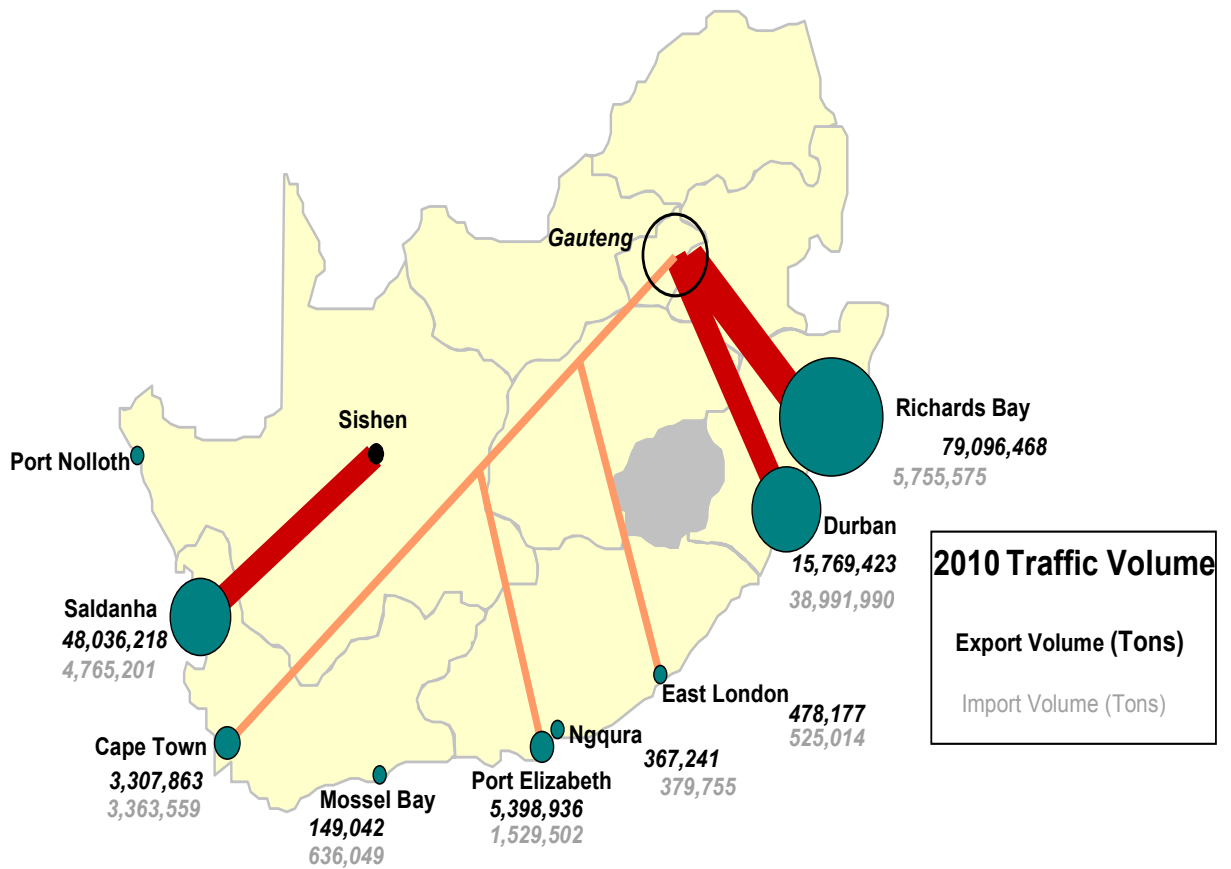 Gauteng
Richards Bay
79,096,468
5,755,575
Sishen
Port Nolloth
Durban
15,769,423
38,991,990
2010 Traffic Volume
Export Volume (Tons)
Import Volume (Tons)
Saldanha
48,036,218
4,765,201
East London
478,177
525,014
Ngqura
367,241
379,755
Cape Town
3,307,863
3,363,559
Port Elizabeth
5,398,936
1,529,502
Mossel Bay
149,042
636,049